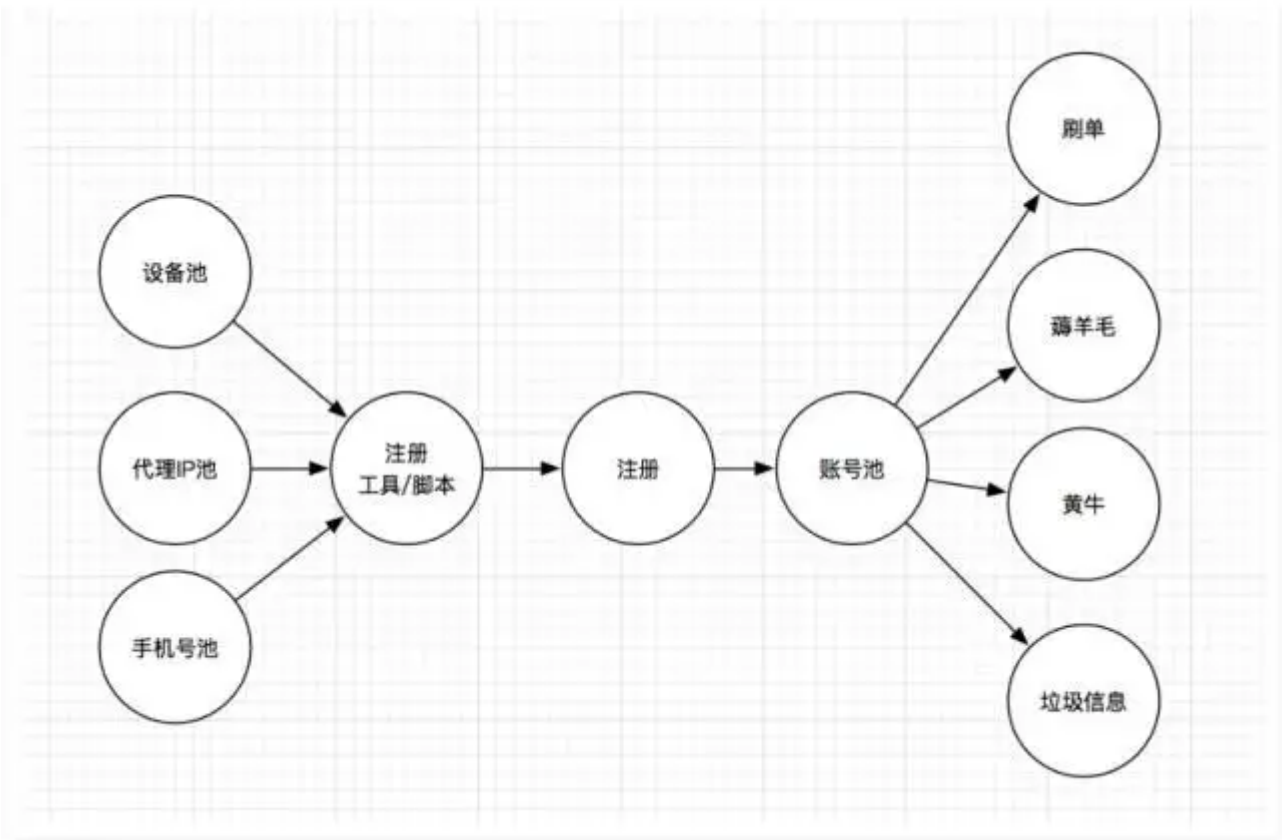 设备池
代理IP池
手机号池
注册
工具/脚本
注册
账号池
刷单
薅羊毛
黄牛
垃圾信息